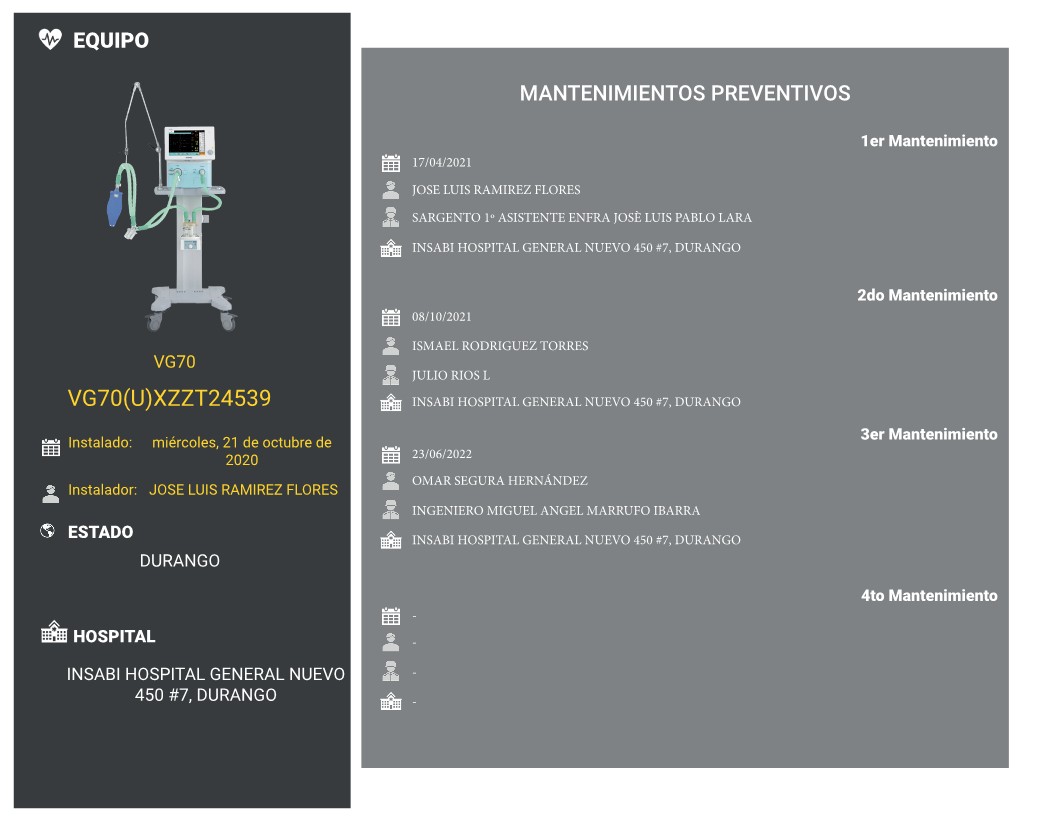 EQUIPO
VG70
VG70(U)XZZT24539
Instalado: miércoles, 21 de octubre de
2020
Instalador: JOSE LUIS RAMIREZ FLORES
ESTADO
DURANGO
HOSPITAL
INSABI HOSPITAL GENERAL NUEVO
450 #7, DURANGO
MANTENIMIENTOS PREVENTIVOS
1er Mantenimiento
17/04/2021
JOSE LUIS RAMIREZ FLORES
SARGENTO 1º ASISTENTE ENFRA JOSÈ LUIS PABLO LARA
INSABI HOSPITAL GENERAL NUEVO 450 #7, DURANGO
2do Mantenimiento
08/10/2021
ISMAEL RODRIGUEZ TORRES
JULIO RIOS L
INSABI HOSPITAL GENERAL NUEVO 450 #7, DURANGO
3er Mantenimiento
23/06/2022
OMAR SEGURA HERNÁNDEZ
INGENIERO MIGUEL ANGEL MARRUFO IBARRA
INSABI HOSPITAL GENERAL NUEVO 450 #7, DURANGO
4to Mantenimiento
-
-
-
-